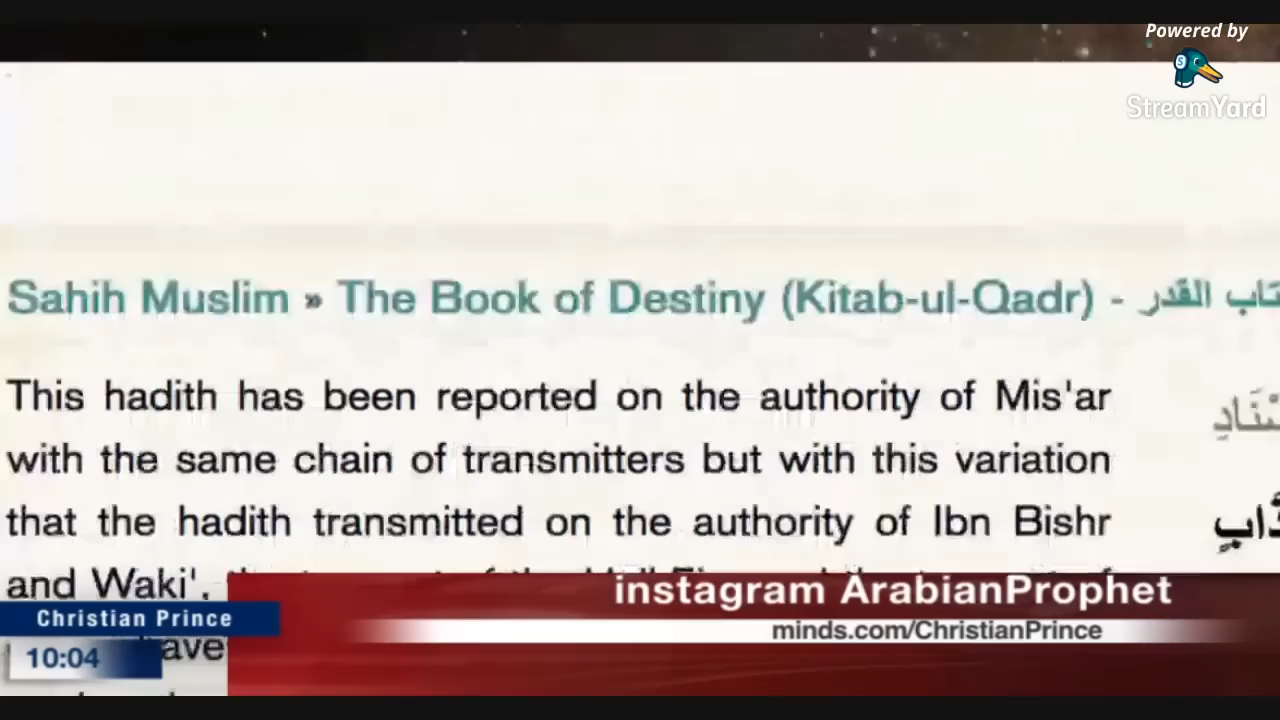 Powered by
StreamYard
Sahih Muslim » The Book of Destiny (Kitab-ul-Qadr) - كتاب القدر
This hadith has been reported on the authority of Mis'ar
with the same chain of transmitters but with this variation
that the hadith transmitted on the authority of Ibn Bishr
and Waki',
instagram ArabianProphet
Christian Prince
minds.com/ChristianPrince
10:04